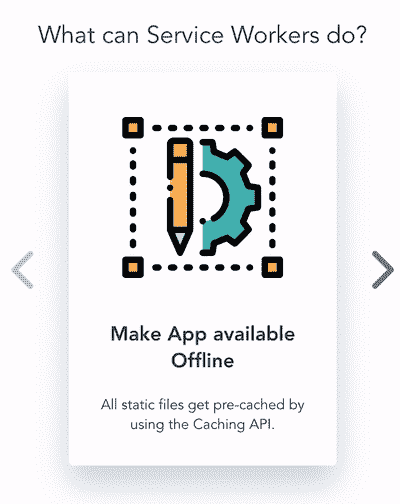 What can Service Workers do?
Make App available
Offline
All static files get pre-cached by
using the Caching API.